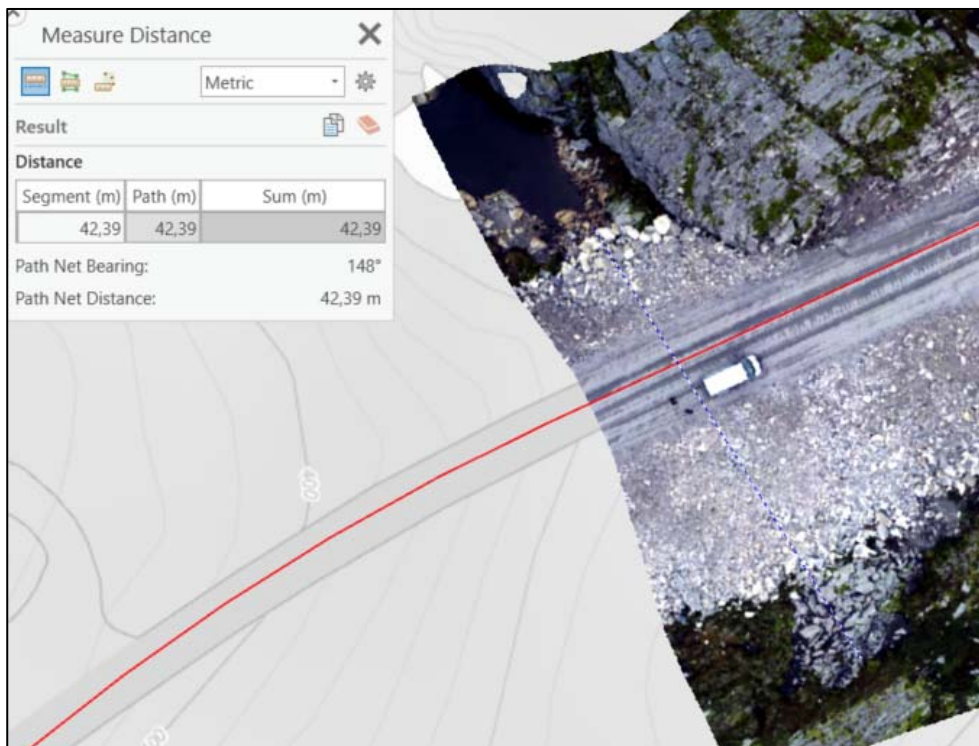 Measure Distance
Metric
Result
Distance
Segment (m) Path (m) Sum (m)
42,39 42,39 42,39
Path Net Bearing: 148°
Path Net Distance: 42,39 m